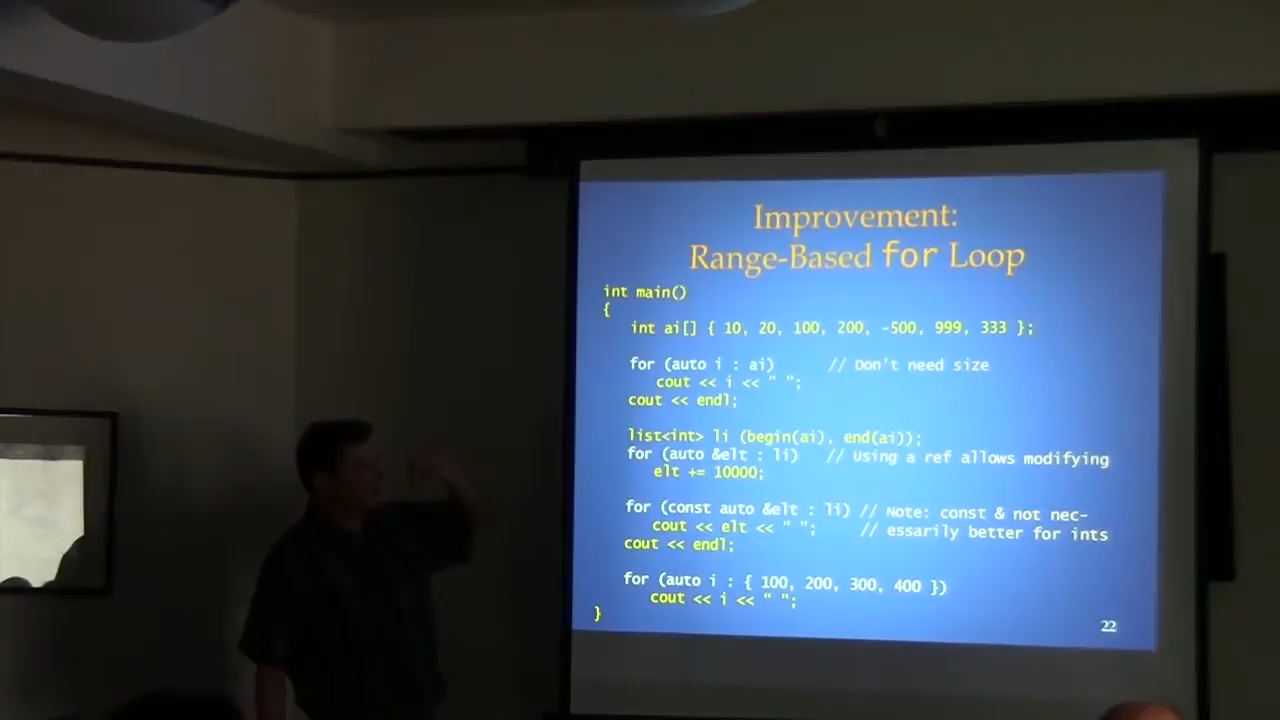 Improvement:
Range-Based for Loop
int main()
{
int ai[] { 10, 20, 100, 200, -500, 999, 333 };
for (auto i : ai) // Don't need size
cout << i << " ";
cout << endl;
list<int> li (begin(ai), end(ai));
for (auto &elt : li) // Using a ref allows modifying
elt += 10000;
for (const auto &elt : li) // Note: const & not nec-
cout << elt << " "; // essarily better for ints
cout << endl;
for (auto i : { 100, 200, 300, 400 })
cout << i << " ";
}
22